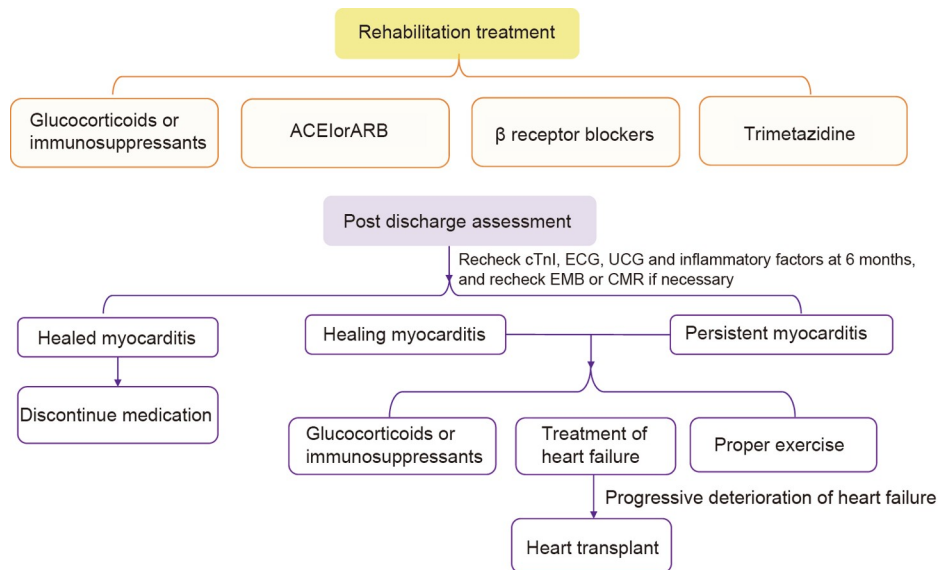 Rehabilitation treatment
Glucocorticoids or
immunosuppressants
ACEIorARB
β receptor blockers
Trimetazidine
Post discharge assessment
Recheck cTnI, ECG, UCG and inflammatory factors at 6 months,
and recheck EMB or CMR if necessary
Healed myocarditis
Healing myocarditis
Persistent myocarditis
Discontinue medication
Glucocorticoids or
immunosuppressants
Treatment of
heart failure
Proper exercise
Progressive deterioration of heart failure
Heart transplant